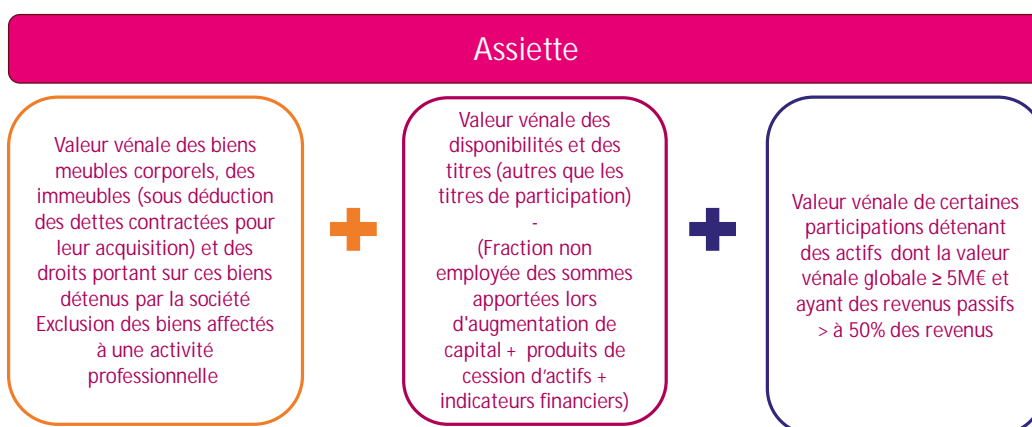 Assiette
Valeur vénale des biens
meubles corporels, des
immeubles (sous déduction
des dettes contractées pour
leur acquisition) et des
droits portant sur ces biens
détenus par la société
Exclusion des biens affectés
à une activité
professionnelle
Valeur vénale des
disponibilités et des
titres (autres que les
titres de participation)
-
(Fraction non
employée des sommes
apportées lors
d'augmentation de
capital + produits de
cession d’actifs +
indicateurs financiers)
Valeur vénale de certaines
participations détenant
des actifs dont la valeur
vénale globale ≥ 5M€ et
ayant des revenus passifs
> à 50% des revenus